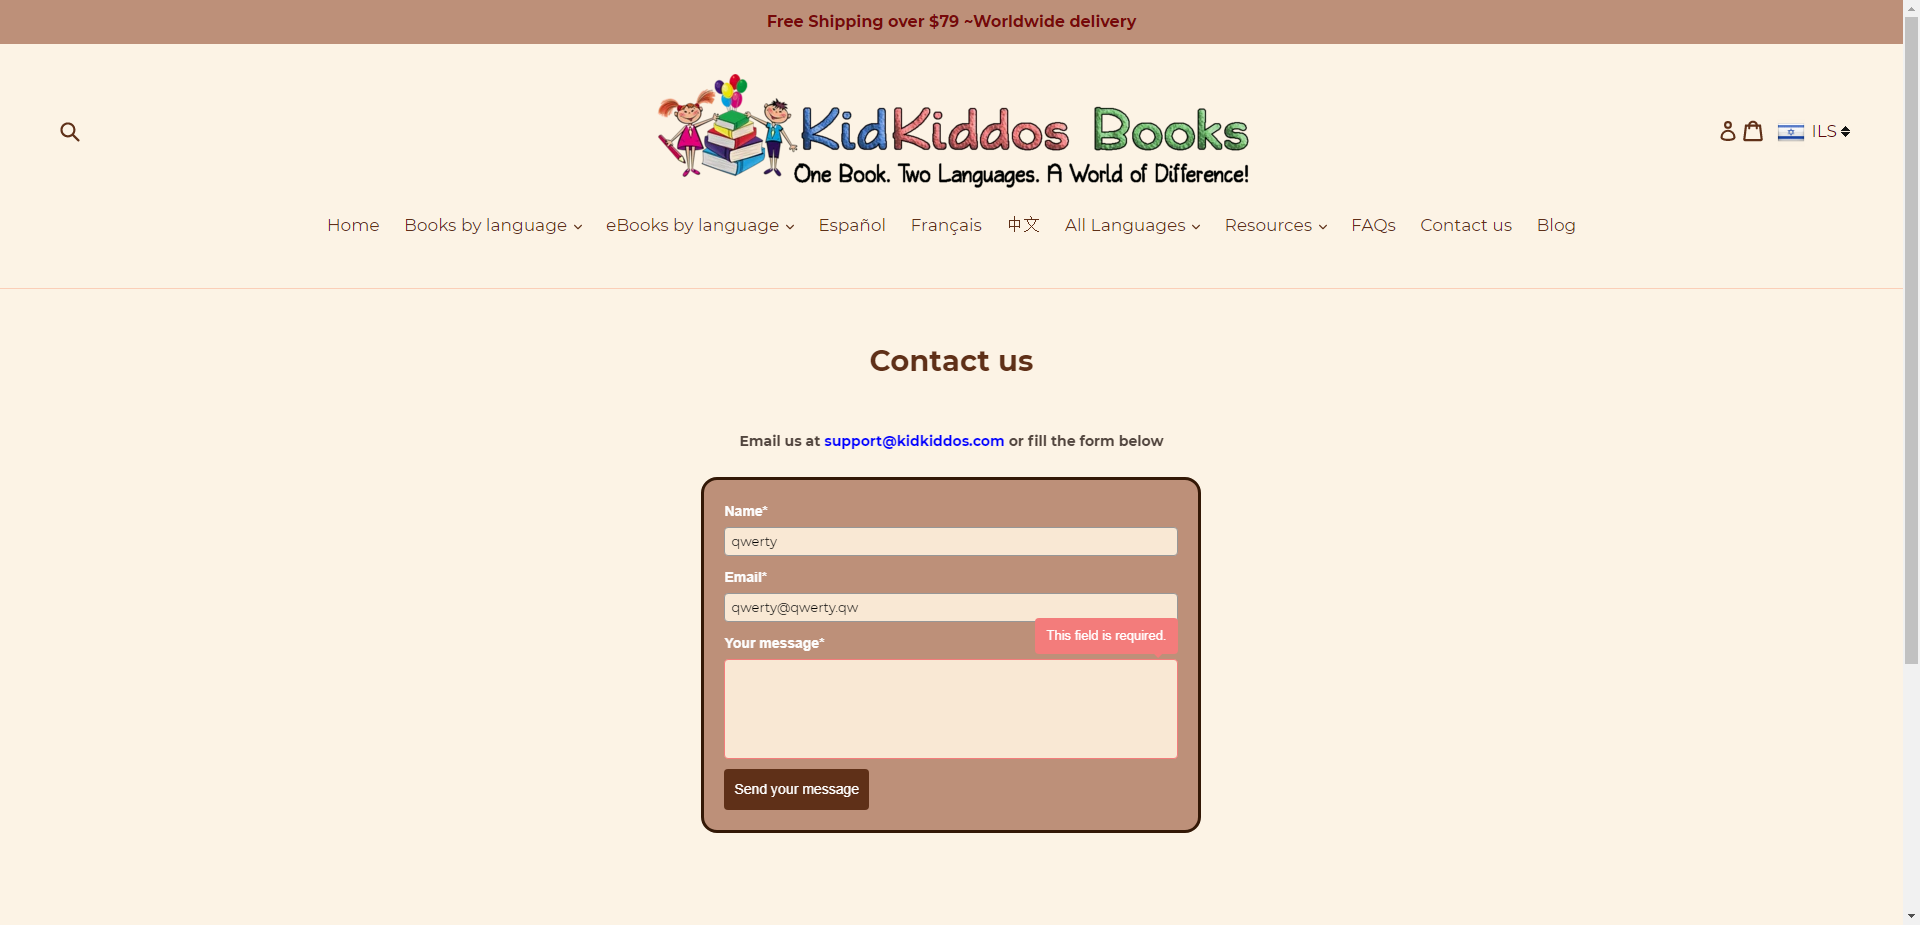 Free Shipping over $79 ~Worldwide delivery
KidKiddos Books
One Book. Two Languages. A World of Difference!
ILS
Home Books by language eBooks by language Español Français 中文 All Languages Resources FAQs Contact us Blog
Contact us
Email us at support@kidkiddos.com or fill the form below
Name*
qwerty
Email*
qwerty@qwerty.qw
This field is required.
Your message*
Send your message